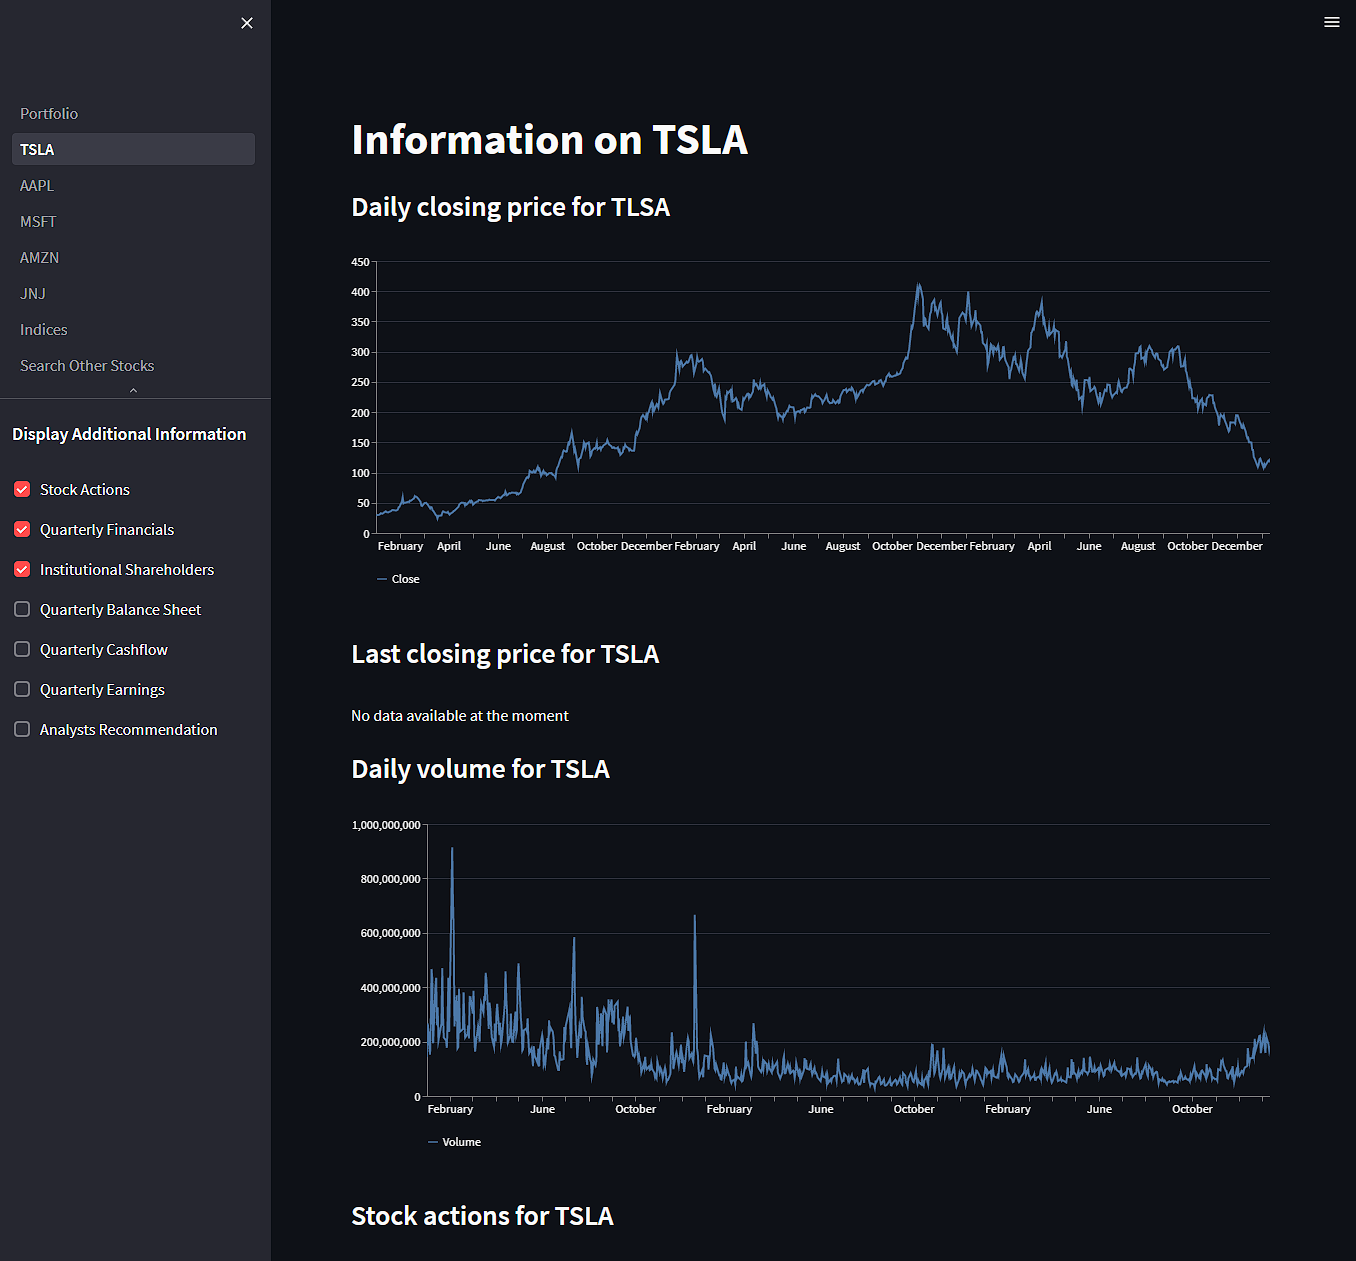 Portfolio
TSLA
AAPL
MSFT
AMZN
JNJ
Indices
Search Other Stocks
Display Additional Information
Stock Actions
Quarterly Financials
Institutional Shareholders
Quarterly Balance Sheet
Quarterly Cashflow
Quarterly Earnings
Analysts Recommendation
Information on TSLA
Daily closing price for TLSA
450
400
350
300
250
200
150
100
50
0
February April June August October December February April June August October December February April June August October December
Close
Last closing price for TSLA
No data available at the moment
Daily volume for TSLA
1,000,000,000
800,000,000
600,000,000
400,000,000
200,000,000
0
February June October February June October February June October
Volume
Stock actions for TSLA